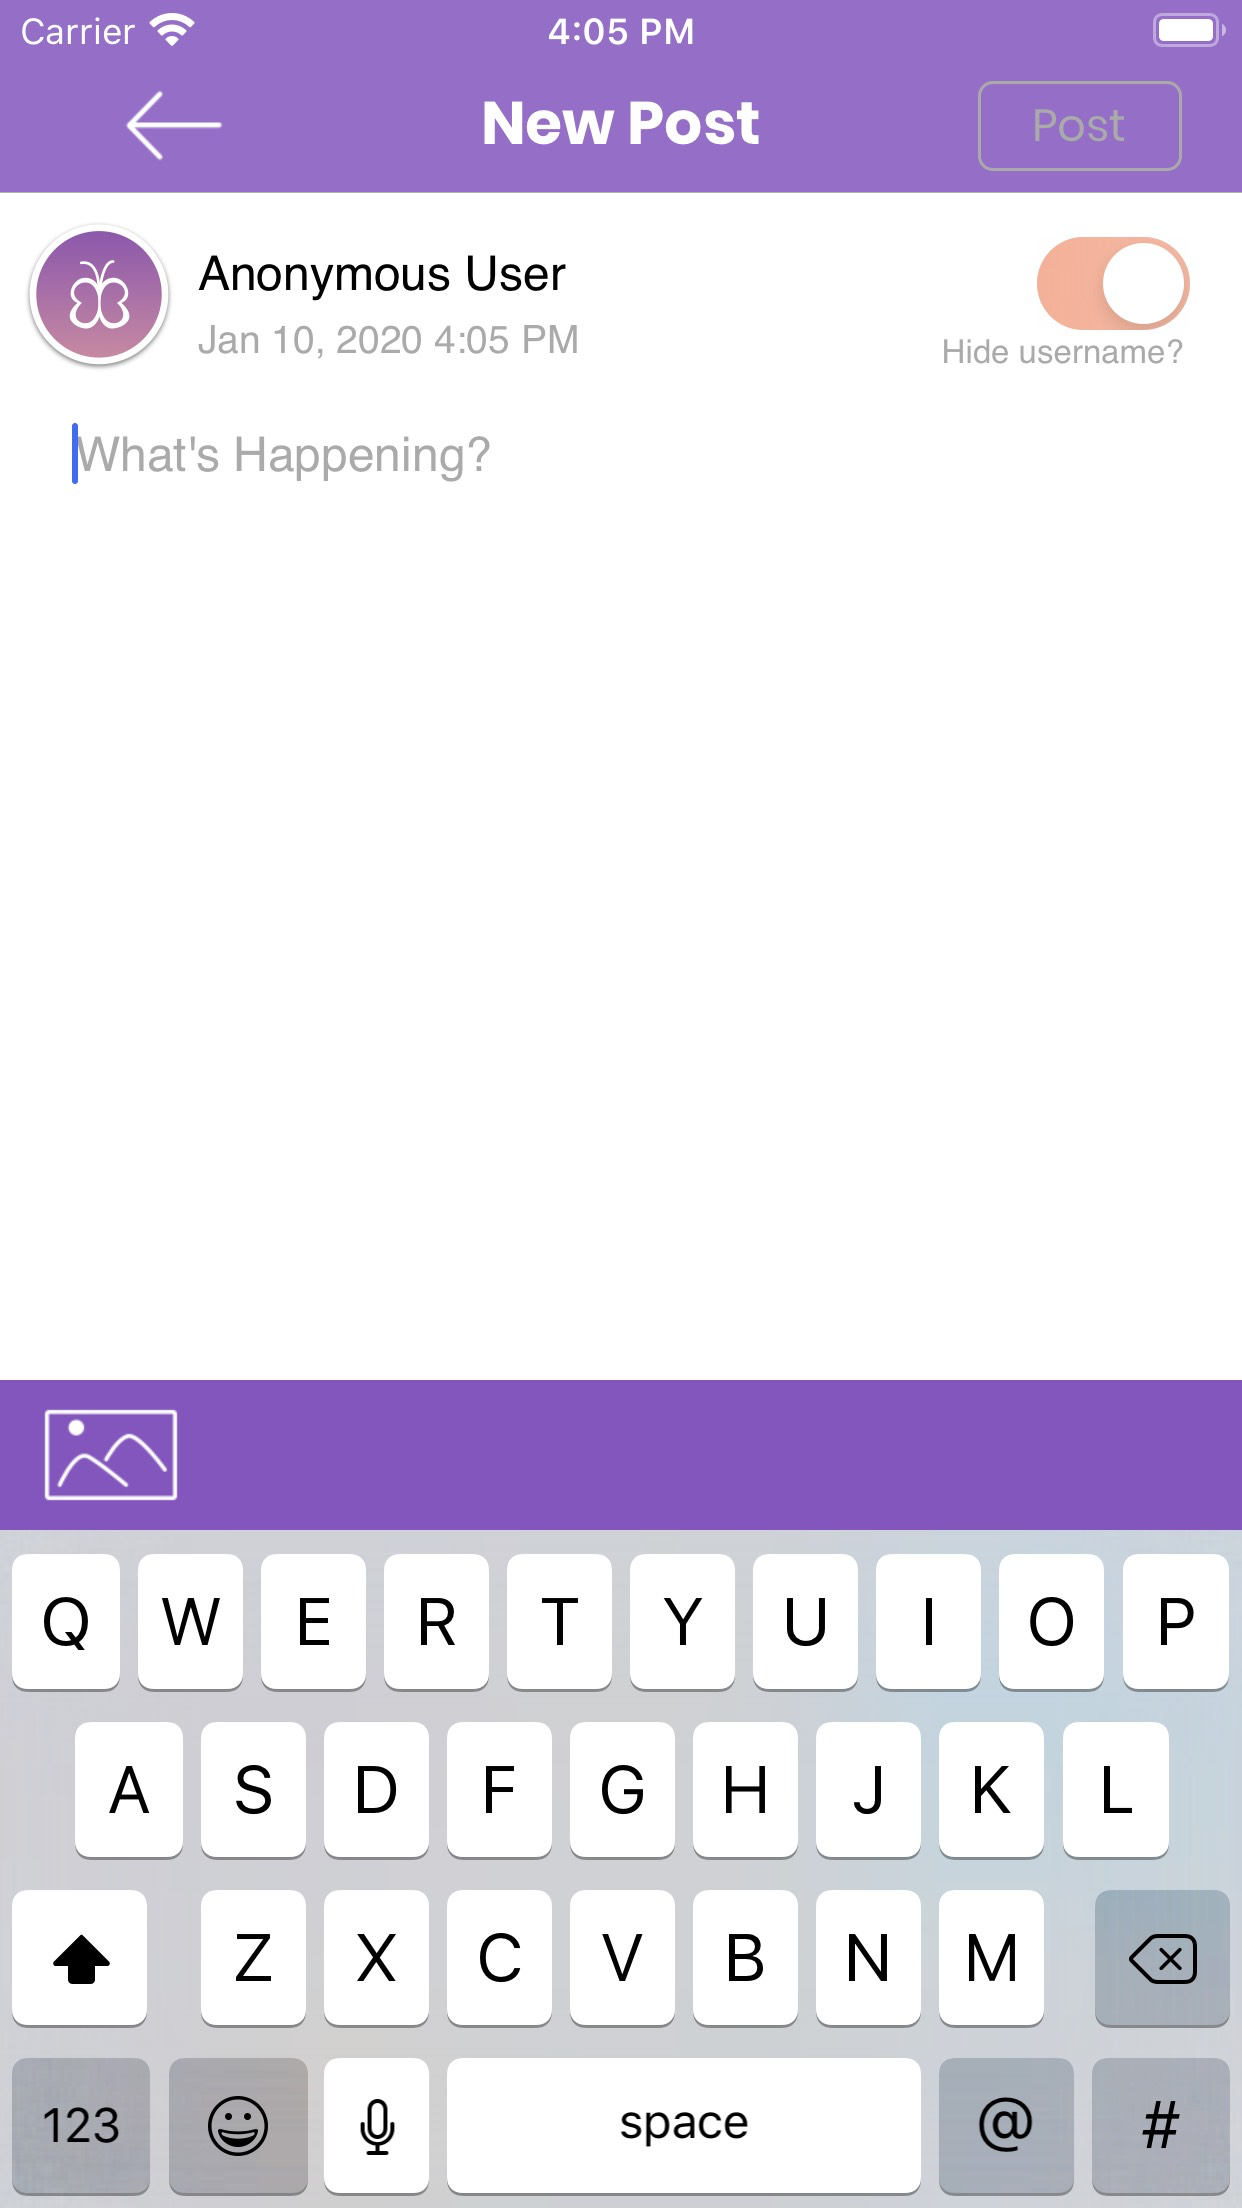 Carrier 4:05 PM
New Post Post
Anonymous User
Jan 10, 2020 4:05 PM
Hide username?
What's Happening?
Q W E R T Y U I O P
A S D F G H J K L
Z X C V B N M
123 space @ #